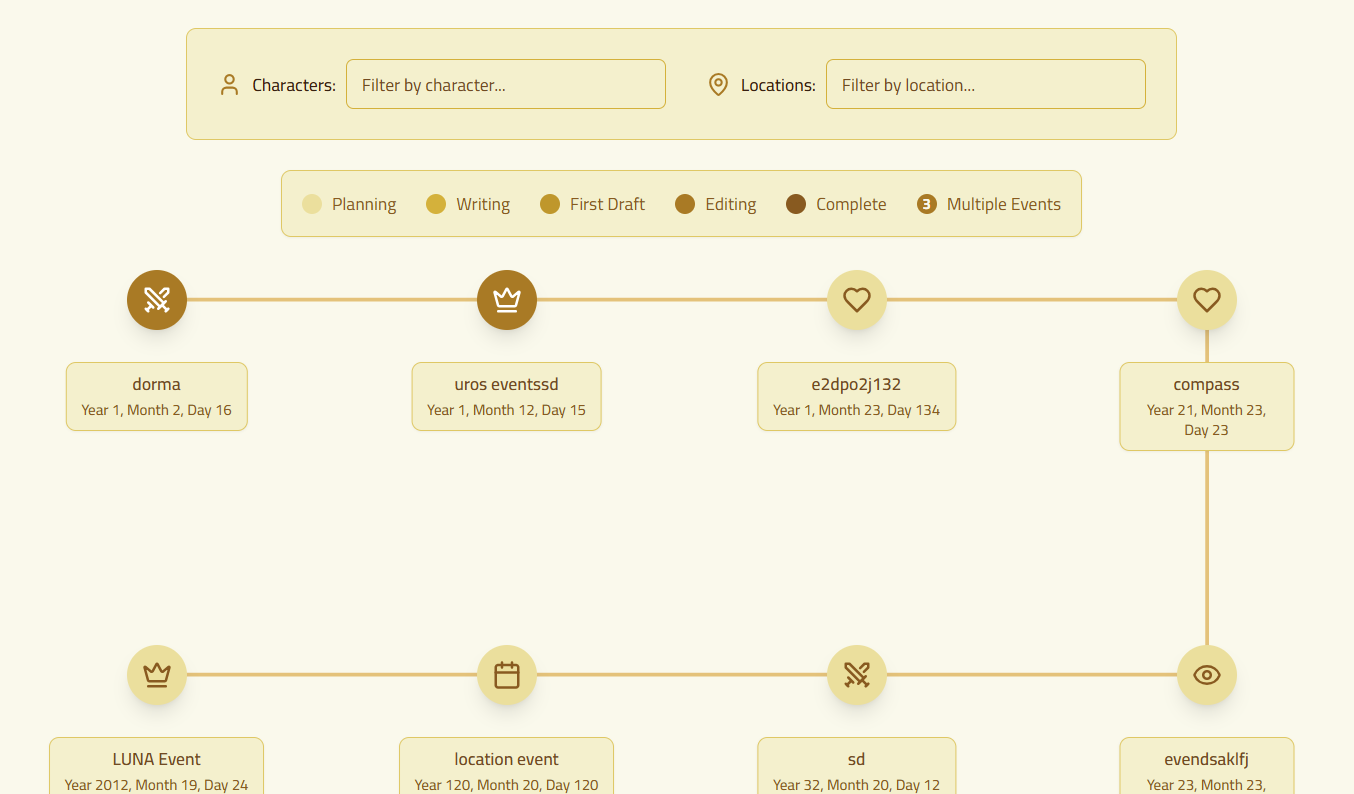 Characters:
Filter by character...
Locations:
Filter by location...
Planning
Writing
First Draft
Editing
Complete
3
Multiple Events
dorma
Year 1, Month 2, Day 16
uros eventssd
Year 1, Month 12, Day 15
e2dpo2j132
Year 1, Month 23, Day 134
compass
Year 21, Month 23,
Day 23
LUNA Event
Year 2012, Month 19, Day 24
location event
Year 120, Month 20, Day 120
sd
Year 32, Month 20, Day 12
evendsaklfj
Year 23, Month 23,